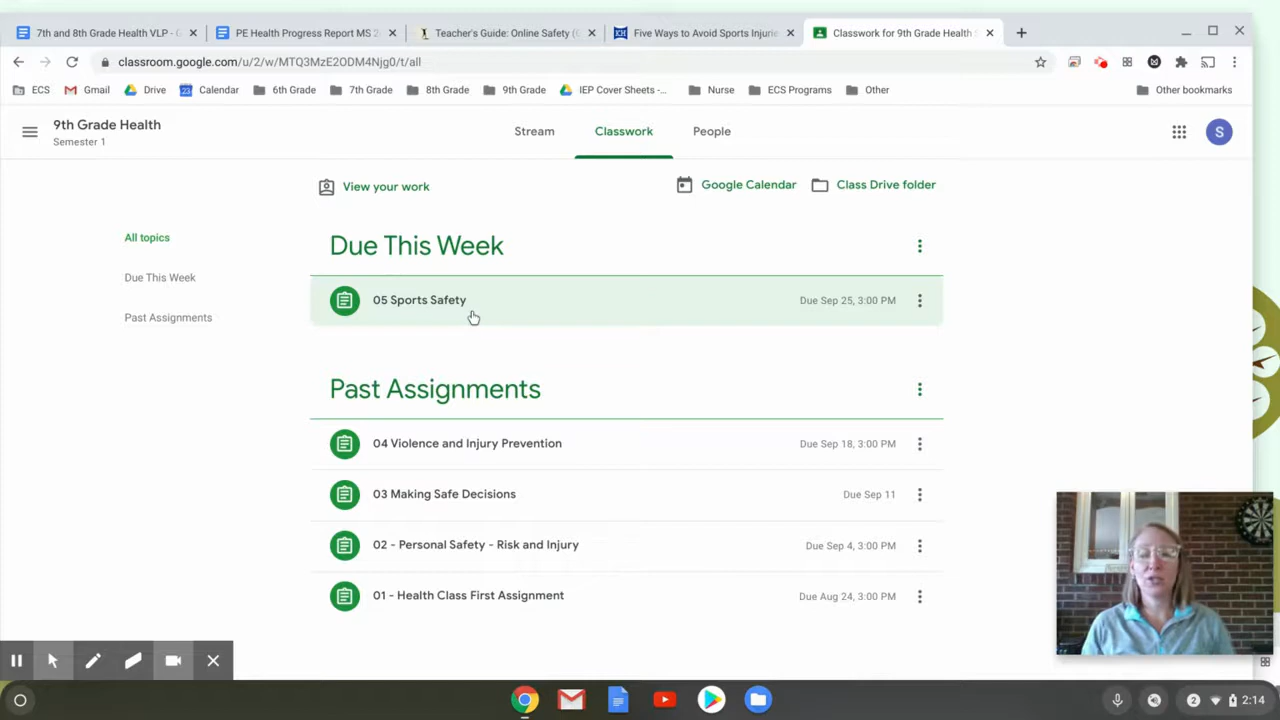 7th and 8th Grade Health VLP - G
PE Health Progress Report MS 2
Teacher's Guide: Online Safety (G
Five Ways to Avoid Sports Injurie
Classwork for 9th Grade Health S
classroom.google.com/u/2/w/MTQ3MzE2ODM4Njg0/t/all
ECS
Gmail
Drive
Calendar
6th Grade
7th Grade
8th Grade
9th Grade
IEP Cover Sheets -...
Nurse
ECS Programs
Other
Other bookmarks
9th Grade Health
Semester 1
Stream
Classwork
People
S
View your work
Google Calendar
Class Drive folder
All topics
Due This Week
Past Assignments
Due This Week
05 Sports Safety
Due Sep 25, 3:00 PM
Past Assignments
04 Violence and Injury Prevention
Due Sep 18, 3:00 PM
03 Making Safe Decisions
Due Sep 11
02 - Personal Safety - Risk and Injury
Due Sep 4, 3:00 PM
01 - Health Class First Assignment
Due Aug 24, 3:00 PM
2
2:14